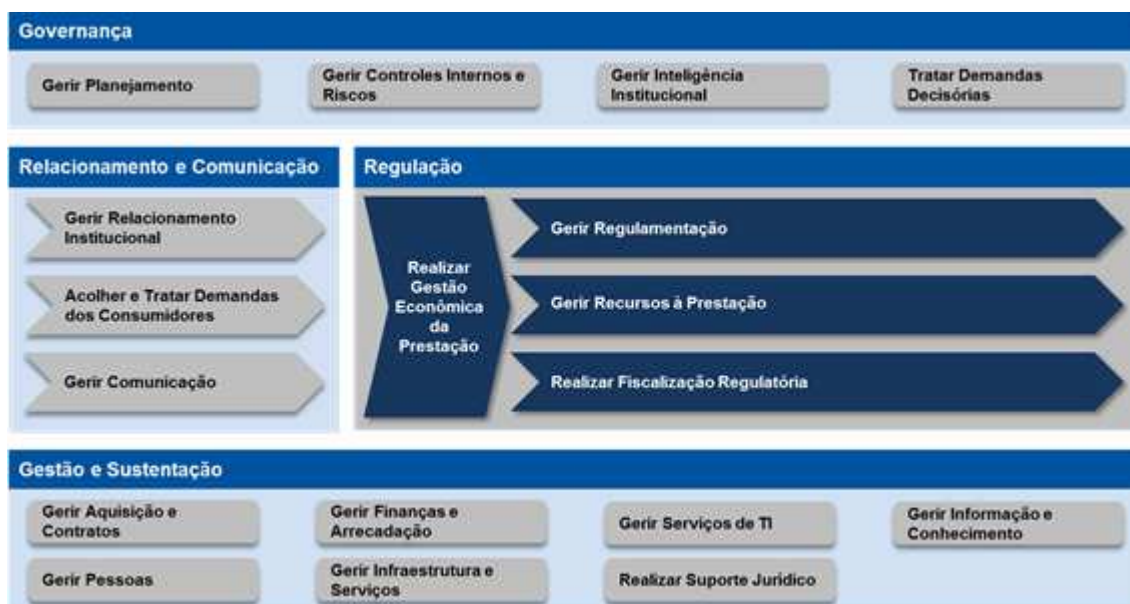 Governança
Gerir Planejamento
Gerir Controles Internos e
Riscos
Gerir Inteligência
Institucional
Tratar Demandas
Decisórias
Relacionamento e Comunicação
Gerir Relacionamento
Institucional
Acolher e Tratar Demandas
dos Consumidores
Gerir Comunicação
Regulação
Realizar
Gestão
Econômica
da
Prestação
Gerir Regulamentação
Gerir Recursos à Prestação
Realizar Fiscalização Regulatória
Gestão e Sustentação
Gerir Aquisição e
Contratos
Gerir Finanças e
Arrecadação
Gerir Serviços de TI
Gerir Informação e
Conhecimento
Gerir Pessoas
Gerir Infraestrutura e
Serviços
Realizar Suporte Jurídico